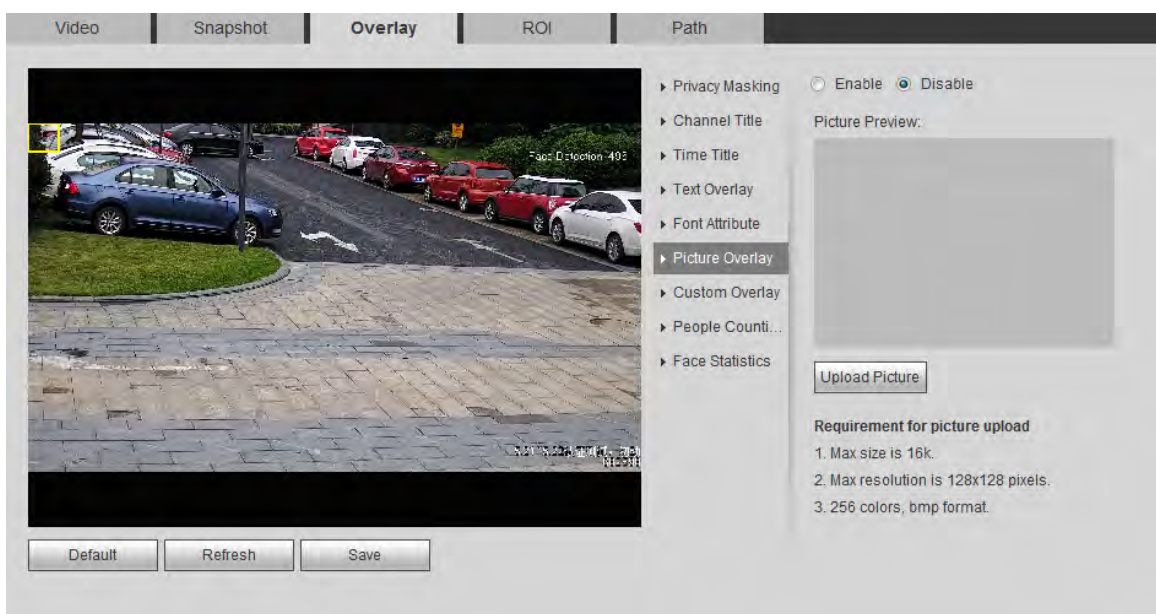 Video Snapshot Overlay ROI Path
Face Detection
Privacy Masking
Channel Title
Time Title
Text Overlay
Font Attribute
Picture Overlay
Custom Overlay
People Counti...
Face Statistics
Enable Disable
Picture Preview:
Upload Picture
Requirement for picture upload
1. Max size is 16k.
2. Max resolution is 128x128 pixels.
3. 256 colors, bmp format.
Default Refresh Save